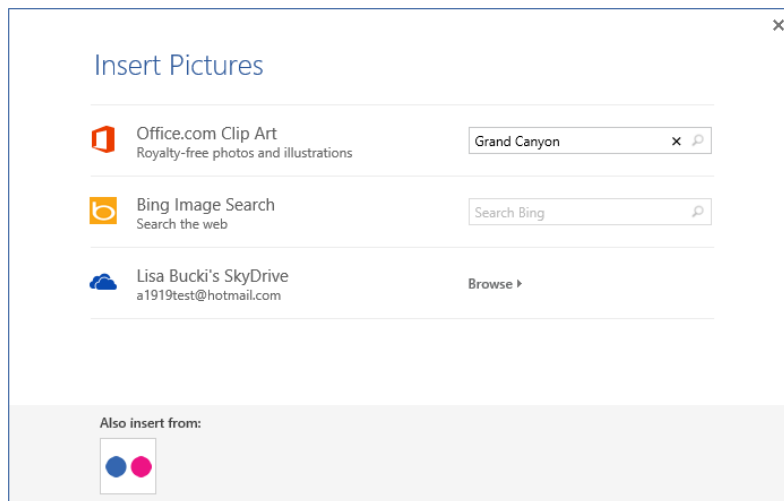 Insert Pictures
Office.com Clip Art
Royalty-free photos and illustrations
Grand Canyon
Bing Image Search
Search the web
Search Bing
Lisa Bucki's SkyDrive
a1919test@hotmail.com
Browse
Also insert from: